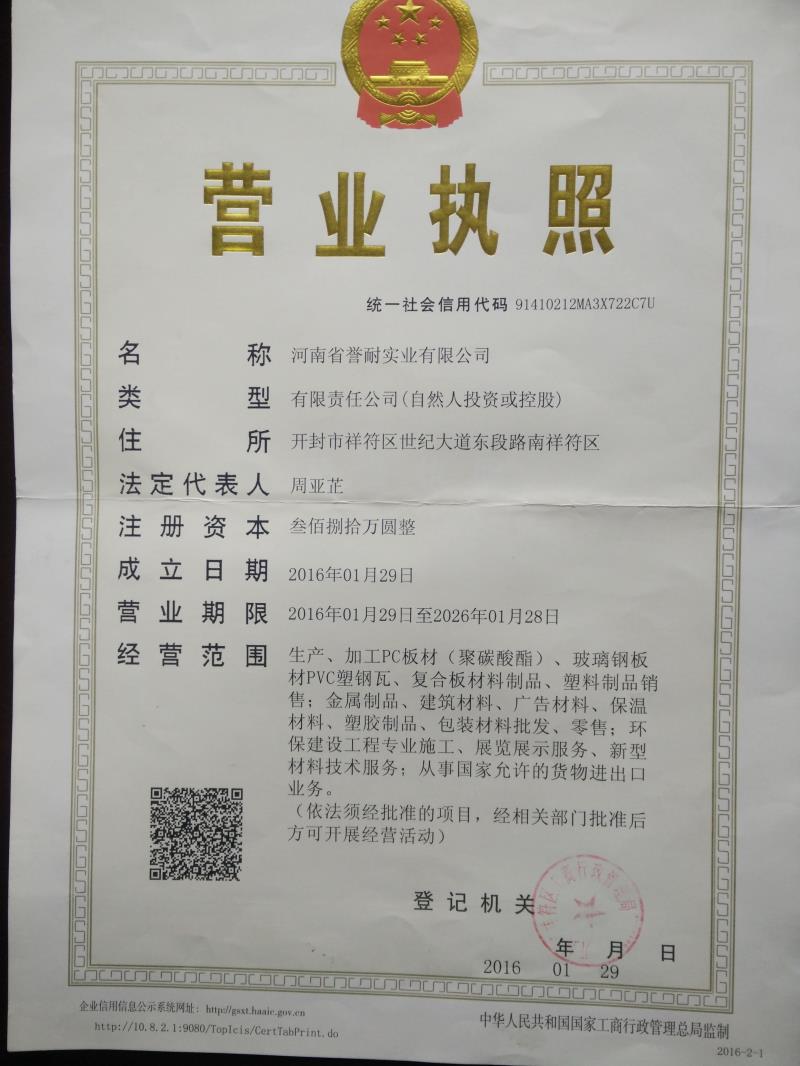 营业执照
统一社会信用代码 91410212MA3X722C7U
名称 河南省誉耐实业有限公司
类型 有限责任公司(自然人投资或控股)
住所 开封市祥符区世纪大道东段路南祥符区
法定代表人 周亚芷
注册资本 叁佰捌拾万圆整
成立日期 2016年01月29日
营业期限 2016年01月29日至2026年01月28日
经营范围 生产、加工PC板材（聚碳酸酯）、玻璃钢板
材PVC塑钢瓦、复合板材料制品、塑料制品销
售；金属制品、建筑材料、广告材料、保温
材料、塑胶制品、包装材料批发、零售；环
保建设工程专业施工、展览展示服务、新型
材料技术服务；从事国家允许的货物进出口
业务。
（依法须经批准的项目，经相关部门批准后
方可开展经营活动）
登记机关
年 月 日
2016 01 29
企业信用信息公示系统网址：http://gsxt.haaic.gov.cn
http://10.8.2.1:9080/TopIcis/CertTabPrint.do
中华人民共和国国家工商行政管理总局监制
2016-2-1